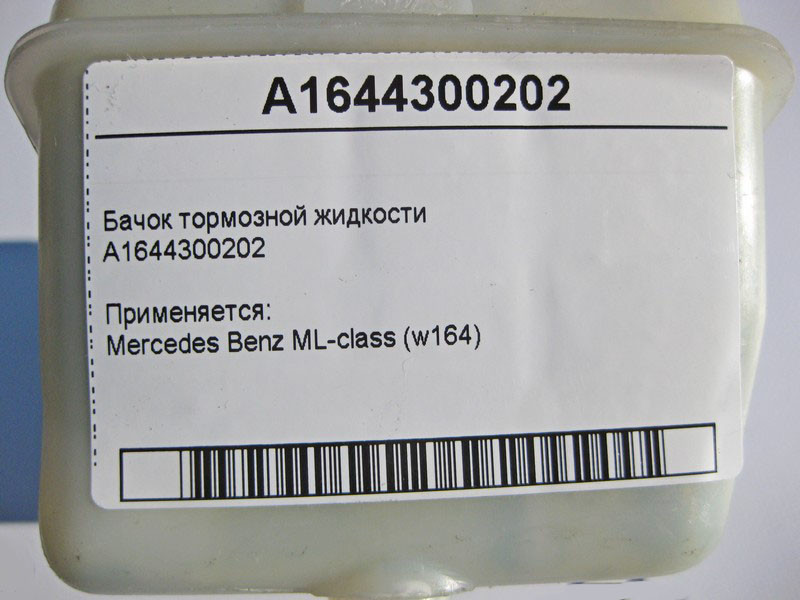 A1644300202
Бачок тормозной жидкости
A1644300202
Применяется:
Mercedes Benz ML-class (w164)